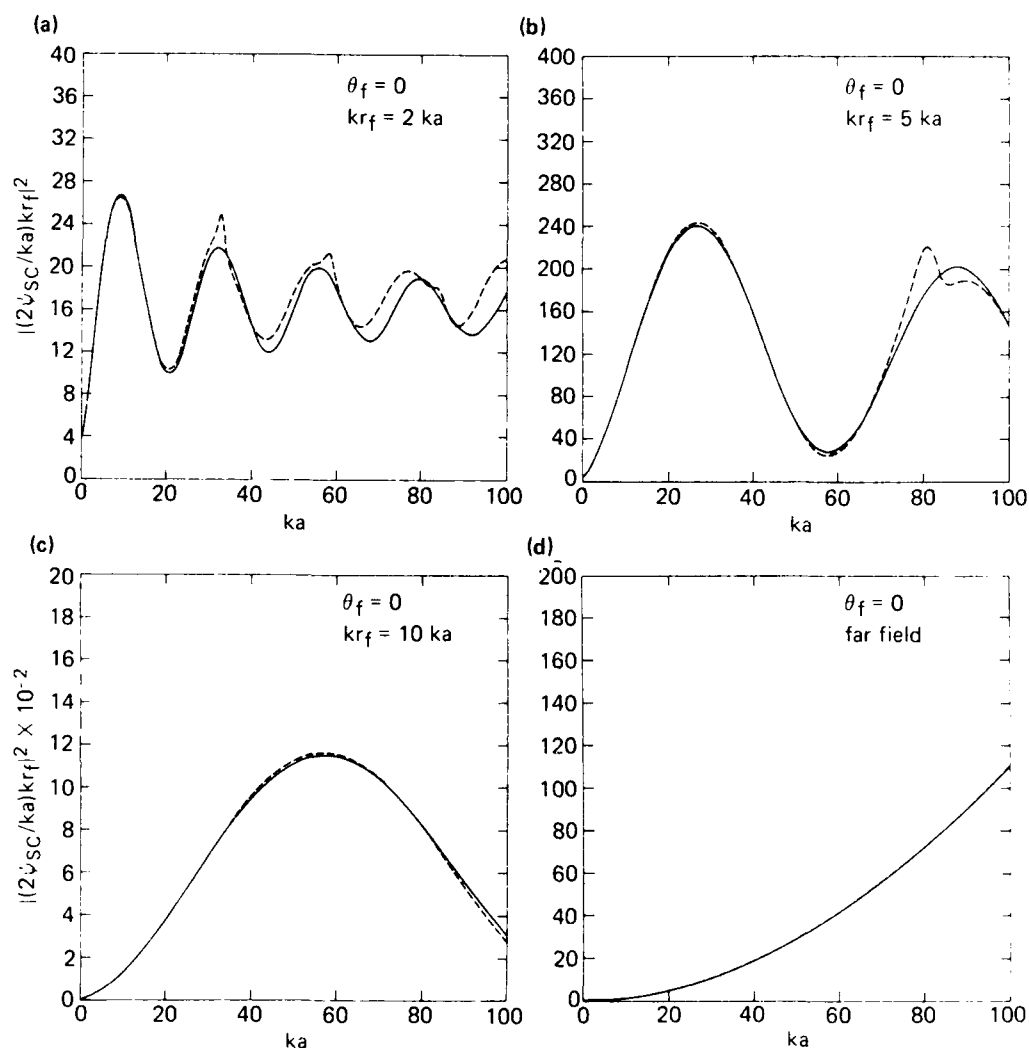 (a)
|(2ψSC/ka)krf|²
40
36
32
28
24
20
16
12
8
4
0
θf = 0
krf = 2 ka
0 20 40 60 80 100
ka
(b)
400
360
320
280
240
200
160
120
80
40
0
θf = 0
krf = 5 ka
0 20 40 60 80 100
ka
(c)
|(2ψSC/ka)krf|² X 10⁻²
20
18
16
14
12
10
8
6
4
2
0
θf = 0
krf = 10 ka
0 20 40 60 80 100
ka
(d)
200
180
160
140
120
100
80
60
40
20
0
θf = 0
far field
0 20 40 60 80 100
ka